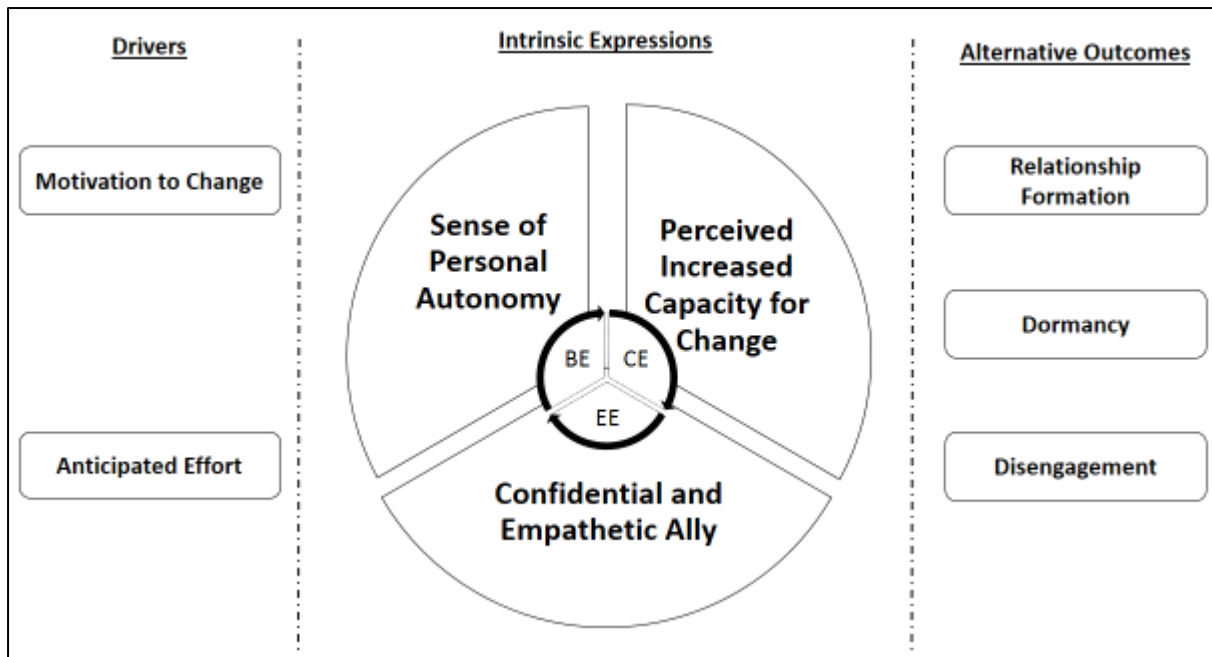 Drivers
Motivation to Change
Anticipated Effort
Intrinsic Expressions
Sense of
Personal
Autonomy
Perceived
Increased
Capacity for
Change
BE
CE
EE
Confidential and
Empathetic Ally
Alternative Outcomes
Relationship
Formation
Dormancy
Disengagement